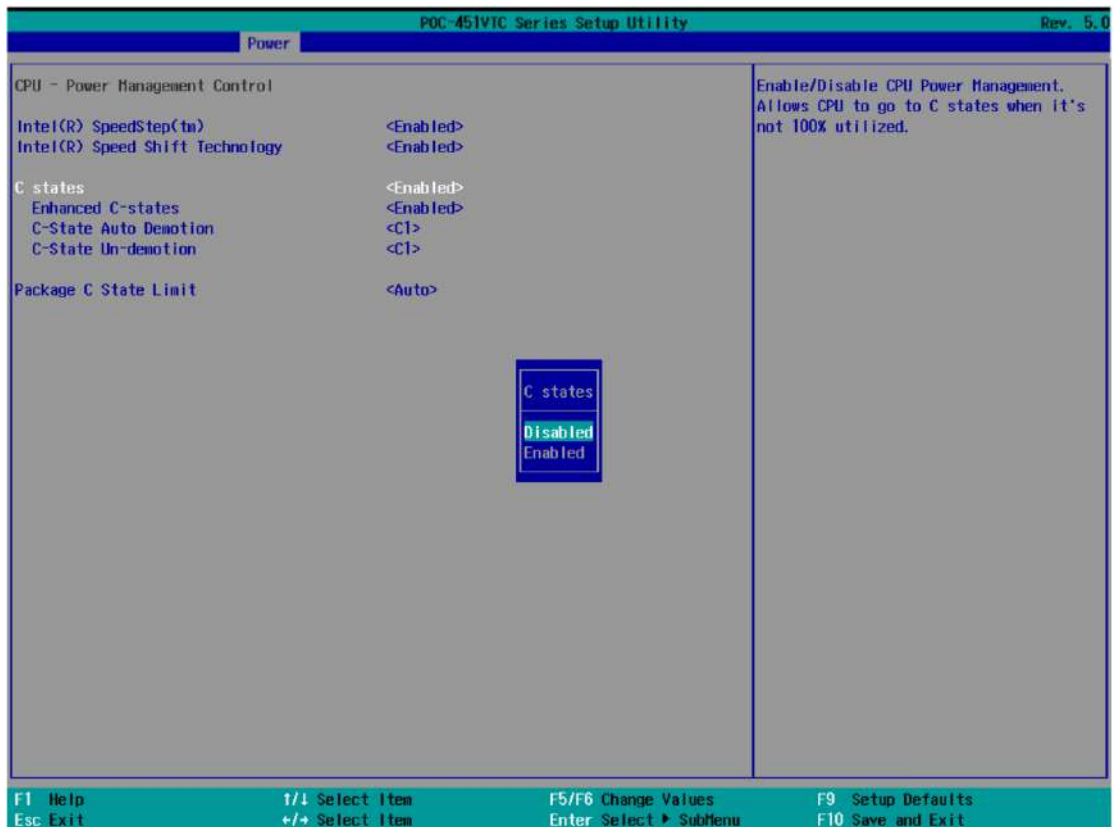 POC-451VTC Series Setup Utility Rev. 5.0
Power
CPU - Power Management Control
Intel(R) SpeedStep(tm) <Enabled>
Intel(R) Speed Shift Technology <Enabled>
C states <Enabled>
Enhanced C-states <Enabled>
C-State Auto Demotion <C1>
C-State Un-demotion <C1>
Package C State Limit <Auto>
Enable/Disable CPU Power Management.
Allows CPU to go to C states when it's
not 100% utilized.
C states
Disabled
Enabled
F1 Help ↑/↓ Select Item F5/F6 Change Values F9 Setup Defaults
Esc Exit ←/→ Select Item Enter Select ▶ SubMenu F10 Save and Exit